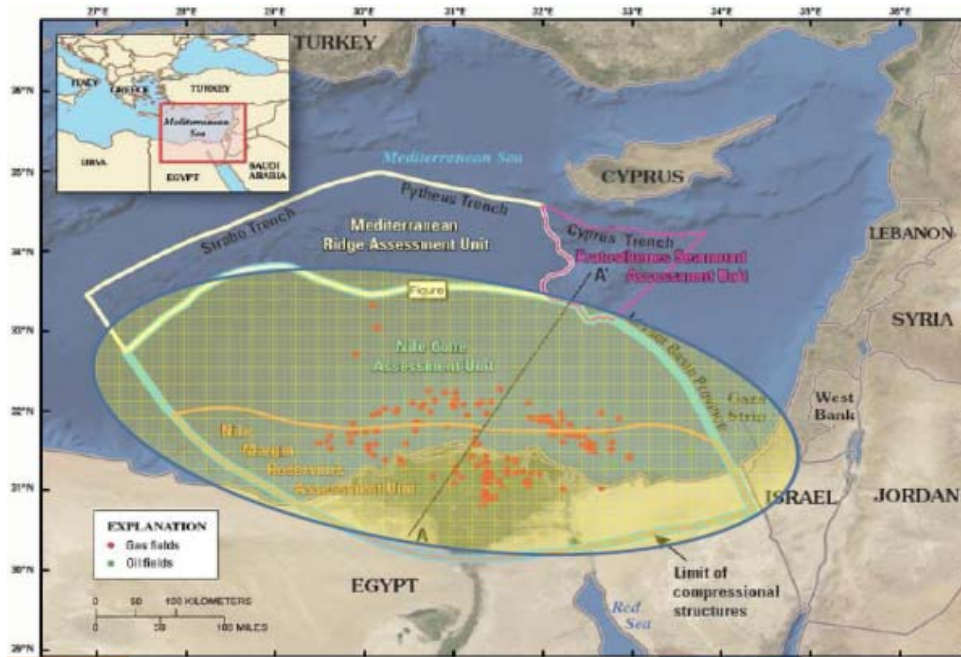 27°E 28°E 29°E 30°E 31°E 32°E 33°E 34°E
TURKEY
ITALY
GREECE
TURKEY
Mediterranean
Sea
LIBYA
EGYPT
SAUDI
ARABIA
36°N
35°N
34°N
33°N
32°N
31°N
30°N
29°N
Mediterranean Sea
CYPRUS
Pytheus Trench
Strabo Trench
Mediterranean
Ridge Assessment Unit
Cyprus Trench
Eratosthenes Seamount
Assessment Unit
A'
LEBANON
SYRIA
Figure
Nile Cone
Assessment Unit
Levant Basin Province
Gaza
Strip
West
Bank
Nile
Margin
Reservoirs
Assessment Unit
ISRAEL
JORDAN
A
EXPLANATION
Gas fields
Oil fields
0 100 KILOMETERS
0 50 100 MILES
EGYPT
Limit of
compressional
structures
Red
Sea